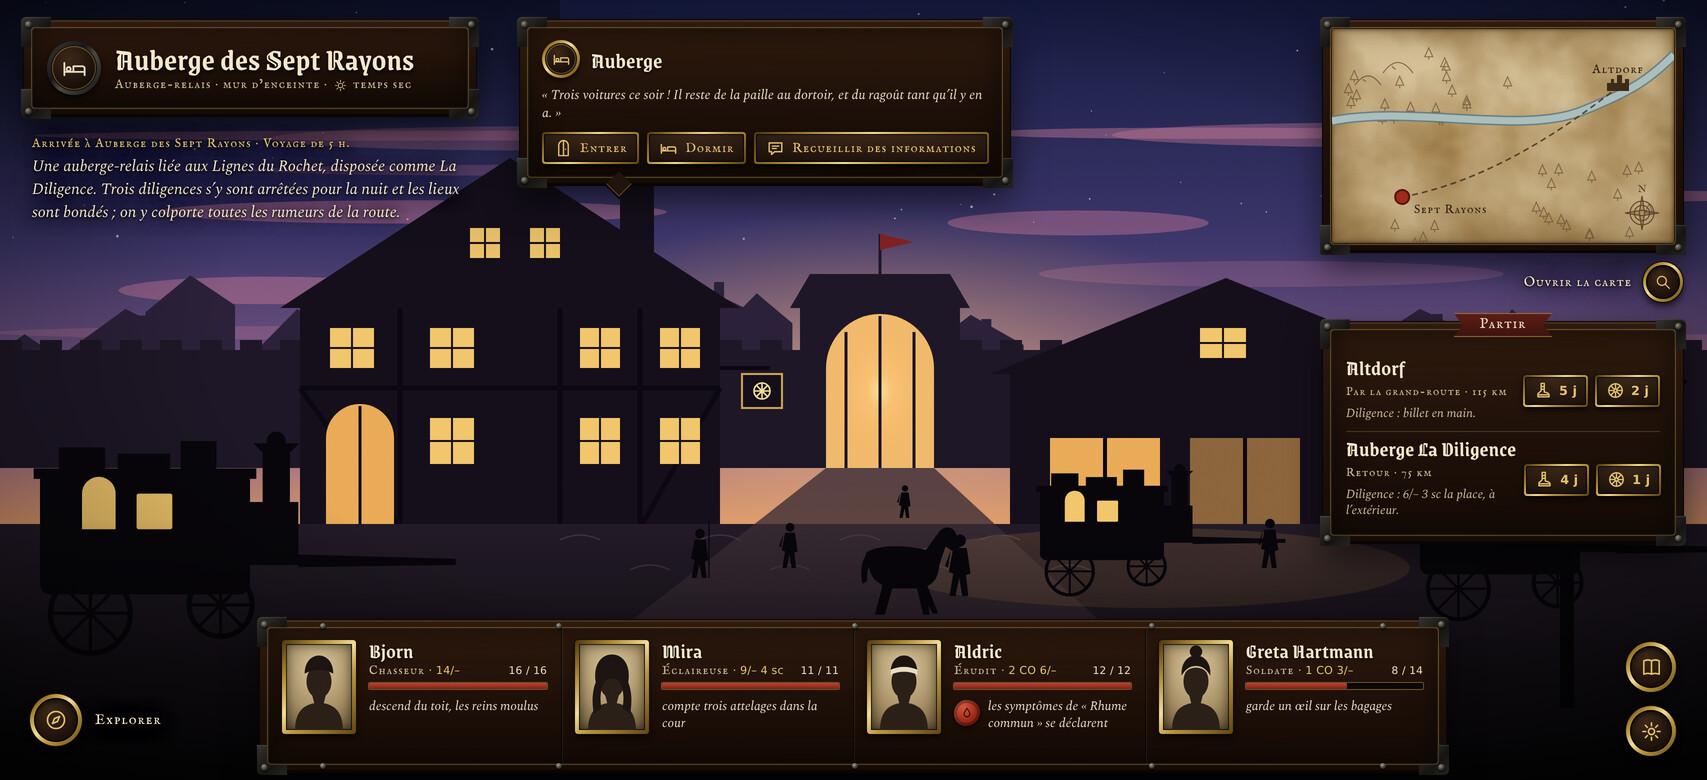 Auberge des Sept Rayons
Auberge-relais · mur d'enceinte · temps sec
Arrivée à Auberge des Sept Rayons · Voyage de 5 h.
Une auberge-relais liée aux Lignes du Rochet, disposée comme La
Diligence. Trois diligences s'y sont arrêtées pour la nuit et les lieux
sont bondés ; on y colporte toutes les rumeurs de la route.
Auberge
« Trois voitures ce soir ! Il reste de la paille au dortoir, et du ragoût tant qu'il y en
a. »
Entrer
Dormir
Recueillir des informations
Altdorf
Sept Rayons
N
Ouvrir la carte
Partir
Altdorf
Par la grand-route · 115 km
Diligence : billet en main.
5 j
2 j
Auberge La Diligence
Retour · 75 km
Diligence : 6/– 3 sc la place, à
l'extérieur.
4 j
1 j
Bjorn
Chasseur · 14/–
16 / 16
descend du toit, les reins moulus
Mira
Éclaireuse · 9/– 4 sc
11 / 11
compte trois attelages dans la
cour
Aldric
Érudit · 2 CO 6/–
12 / 12
les symptômes de « Rhume
commun » se déclarent
Greta Hartmann
Soldate · 1 CO 3/–
8 / 14
garde un œil sur les bagages
Explorer